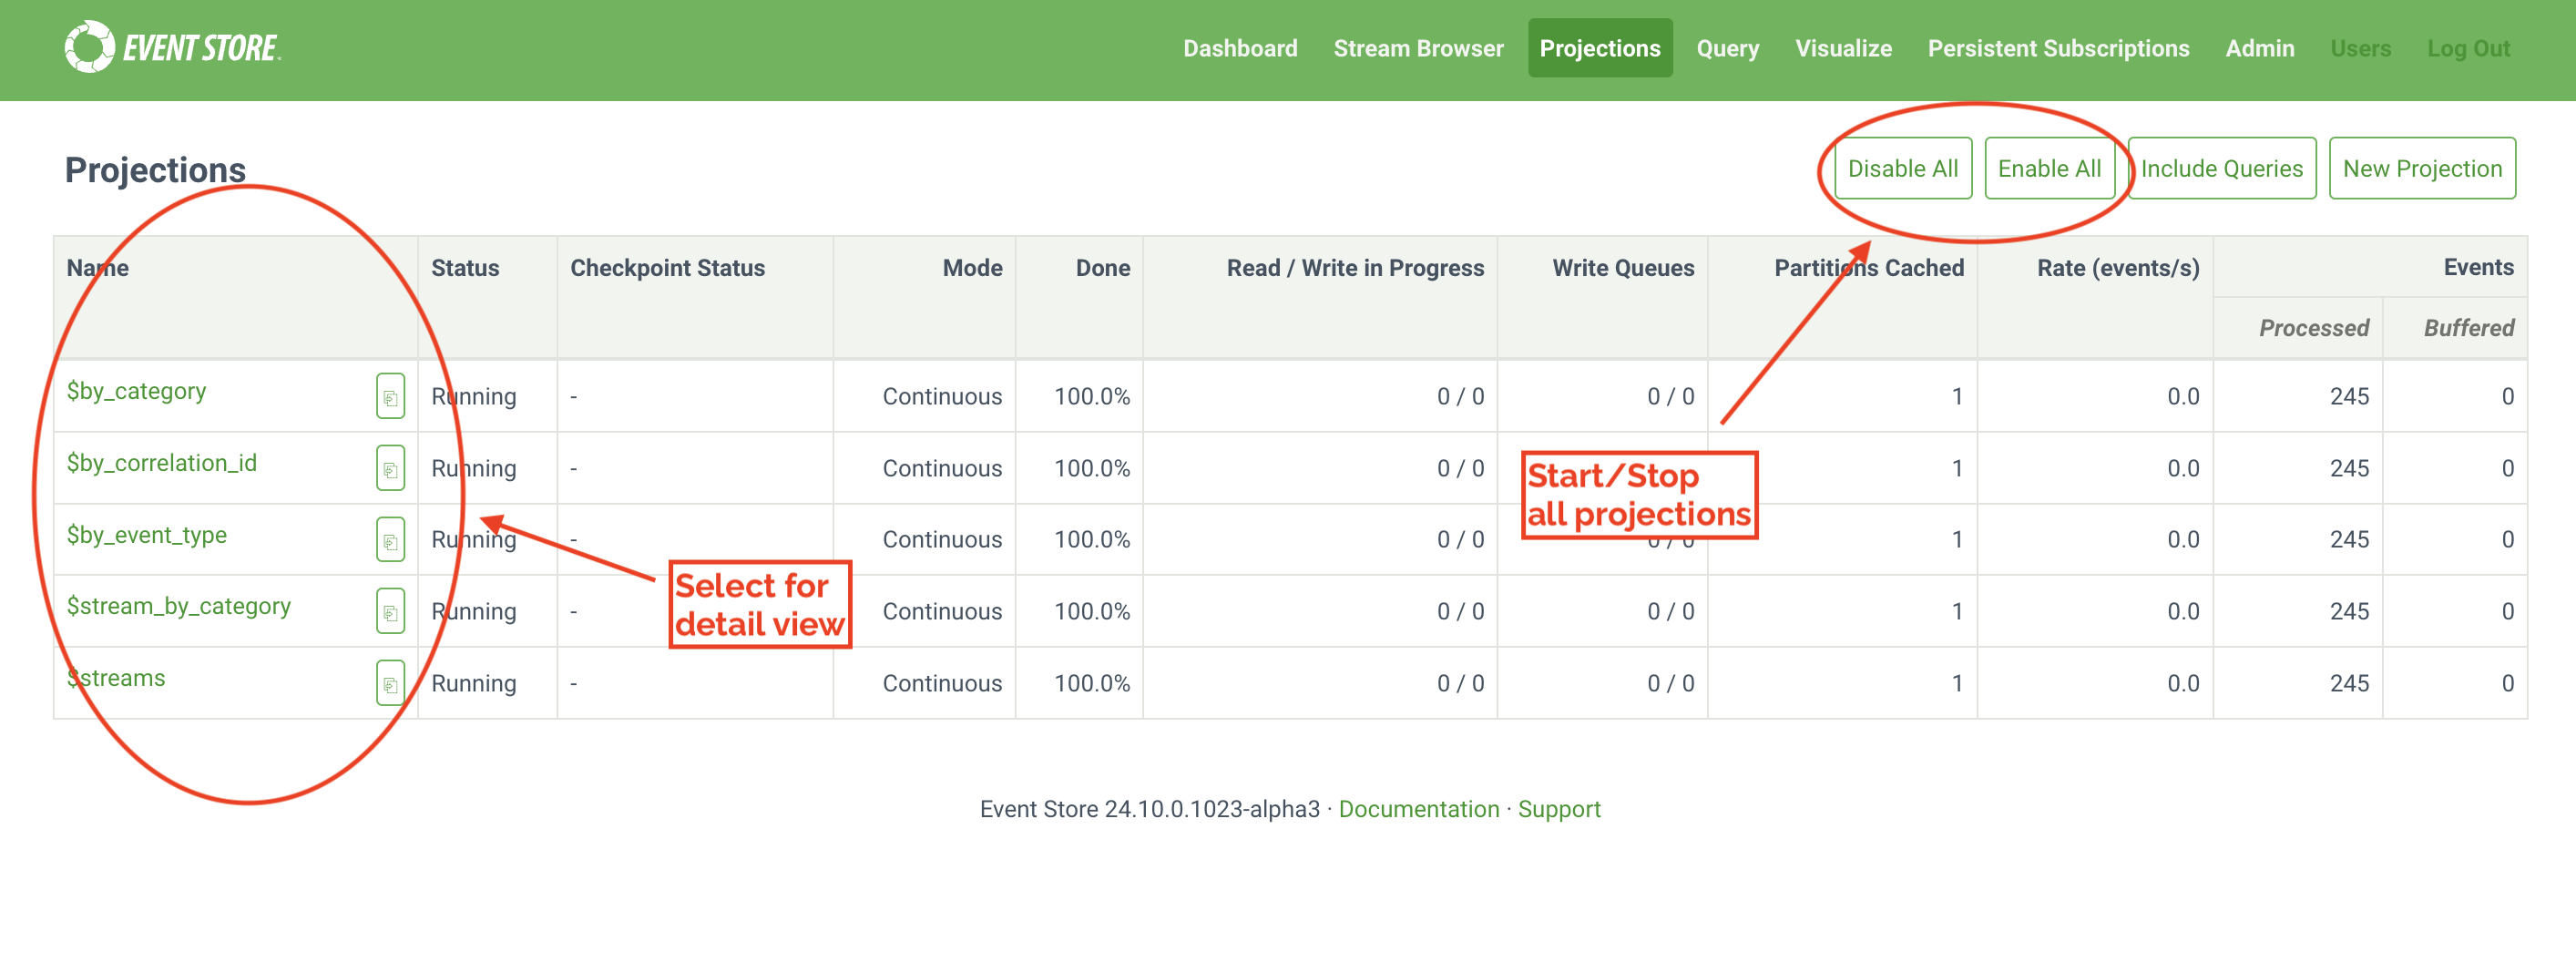 EVENT STORE
Dashboard Stream Browser Projections Query Visualize Persistent Subscriptions Admin Users Log Out
Projections
Disable All Enable All Include Queries New Projection
Name Status Checkpoint Status Mode Done Read / Write in Progress Write Queues Partitions Cached Rate (events/s) Events
Processed Buffered
$by_category Running - Continuous 100.0% 0 / 0 0 / 0 1 0.0 245 0
$by_correlation_id Running - Continuous 100.0% 0 / 0 1 0.0 245 0
Start/Stop
all projections
$by_event_type Running - Continuous 100.0% 0 / 0 0 / 0 1 0.0 245 0
Select for
detail view
$stream_by_category Running - Continuous 100.0% 0 / 0 0 / 0 1 0.0 245 0
$streams Running - Continuous 100.0% 0 / 0 0 / 0 1 0.0 245 0
Event Store 24.10.0.1023-alpha3 · Documentation · Support